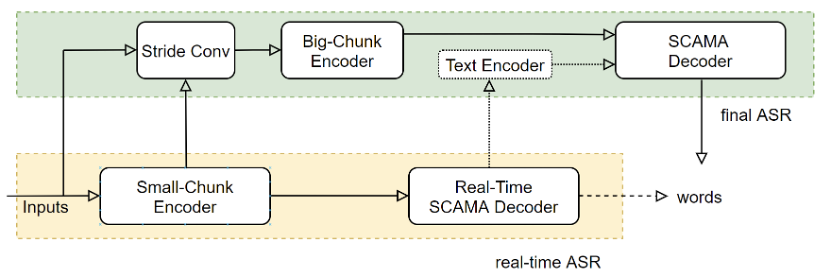 Stride Conv
Big-Chunk
Encoder
Text Encoder
SCAMA
Decoder
final ASR
Inputs
Small-Chunk
Encoder
Real-Time
SCAMA Decoder
words
real-time ASR